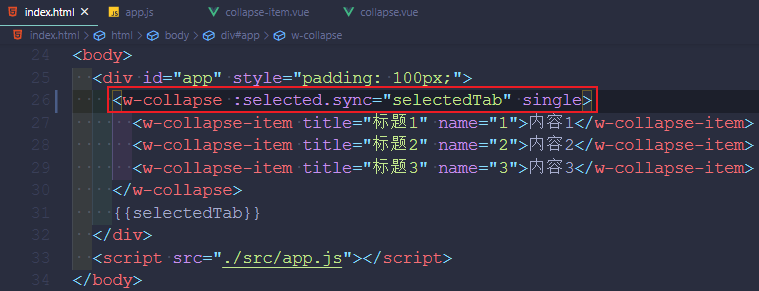 index.html × app.js collapse-item.vue collapse.vue
index.html > html > body > div#app > w-collapse
24 <body>
25 <div id="app" style="padding: 100px;">
26 <w-collapse :selected.sync="selectedTab" single>
27 <w-collapse-item title="标题1" name="1">内容1</w-collapse-item>
28 <w-collapse-item title="标题2" name="2">内容2</w-collapse-item>
29 <w-collapse-item title="标题3" name="3">内容3</w-collapse-item>
30 </w-collapse>
31 {{selectedTab}}
32 </div>
33 <script src="./src/app.js"></script>
34 </body>